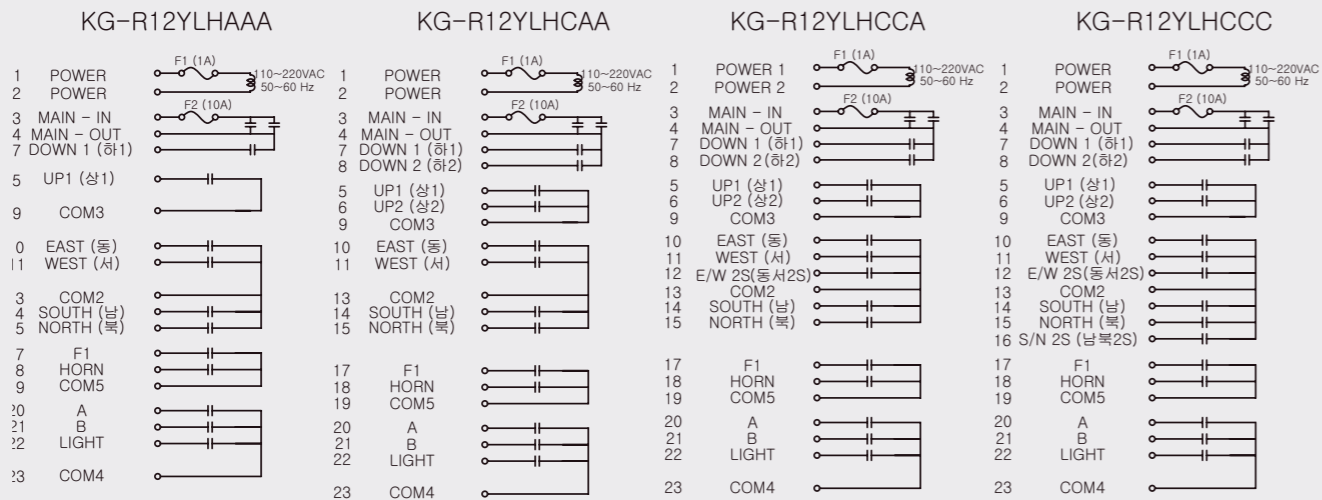 KG-R12YLHAAA
F1 (1A)
1 POWER 110~220VAC
2 POWER 50~60 Hz
F2 (10A)
3 MAIN - IN
4 MAIN - OUT
7 DOWN 1 (하1)
5 UP1 (상1)
9 COM3
0 EAST (동)
11 WEST (서)
3 COM2
4 SOUTH (남)
5 NORTH (북)
7 F1
8 HORN
9 COM5
20 A
21 B
22 LIGHT
23 COM4
KG-R12YLHCAA
F1 (1A)
1 POWER 110~220VAC
2 POWER 50~60 Hz
F2 (10A)
3 MAIN - IN
4 MAIN - OUT
7 DOWN 1 (하1)
8 DOWN 2 (하2)
5 UP1 (상1)
6 UP2 (상2)
9 COM3
10 EAST (동)
11 WEST (서)
13 COM2
14 SOUTH (남)
15 NORTH (북)
17 F1
18 HORN
19 COM5
20 A
21 B
22 LIGHT
23 COM4
KG-R12YLHCCA
F1 (1A)
1 POWER 1 110~220VAC
2 POWER 2 50~60 Hz
F2 (10A)
3 MAIN - IN
4 MAIN - OUT
7 DOWN 1 (하1)
8 DOWN 2(하2)
5 UP1 (상1)
6 UP2 (상2)
9 COM3
10 EAST (동)
11 WEST (서)
12 E/W 2S(동서2S)
13 COM2
14 SOUTH (남)
15 NORTH (북)
17 F1
18 HORN
19 COM5
20 A
21 B
22 LIGHT
23 COM4
KG-R12YLHCCC
F1 (1A)
1 POWER 110~220VAC
2 POWER 50~60 Hz
F2 (10A)
3 MAIN - IN
4 MAIN - OUT
7 DOWN 1 (하1)
8 DOWN 2(하2)
5 UP1 (상1)
6 UP2 (상2)
9 COM3
10 EAST (동)
11 WEST (서)
12 E/W 2S(동서2S)
13 COM2
14 SOUTH (남)
15 NORTH (북)
16 S/N 2S (남북2S)
17 F1
18 HORN
19 COM5
20 A
21 B
22 LIGHT
23 COM4